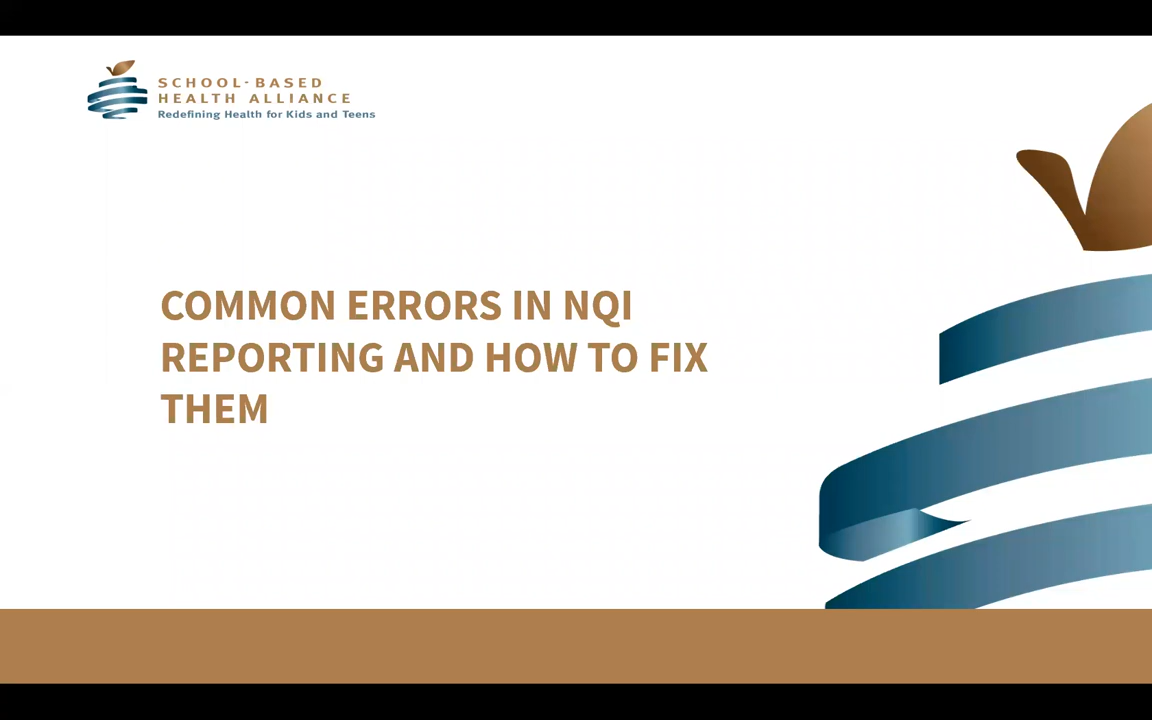 SCHOOL-BASED
HEALTH ALLIANCE
Redefining Health for Kids and Teens
COMMON ERRORS IN NQI
REPORTING AND HOW TO FIX
THEM